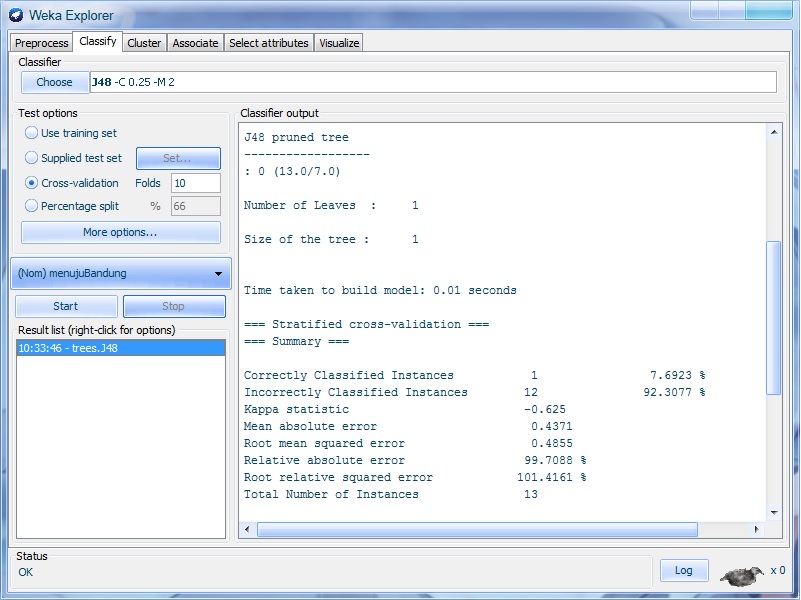 Weka Explorer
Preprocess Classify Cluster Associate Select attributes Visualize
Classifier
Choose J48 -C 0.25 -M 2
Test options
Use training set
Supplied test set Set...
Cross-validation Folds 10
Percentage split % 66
More options...
(Nom) menujuBandung
Start Stop
Result list (right-click for options)
10:33:46 - trees.J48
Classifier output
J48 pruned tree
------------------
: 0 (13.0/7.0)
Number of Leaves : 1
Size of the tree : 1
Time taken to build model: 0.01 seconds
=== Stratified cross-validation ===
=== Summary ===
Correctly Classified Instances 1 7.6923 %
Incorrectly Classified Instances 12 92.3077 %
Kappa statistic -0.625
Mean absolute error 0.4371
Root mean squared error 0.4855
Relative absolute error 99.7088 %
Root relative squared error 101.4161 %
Total Number of Instances 13
Status
OK
Log x 0